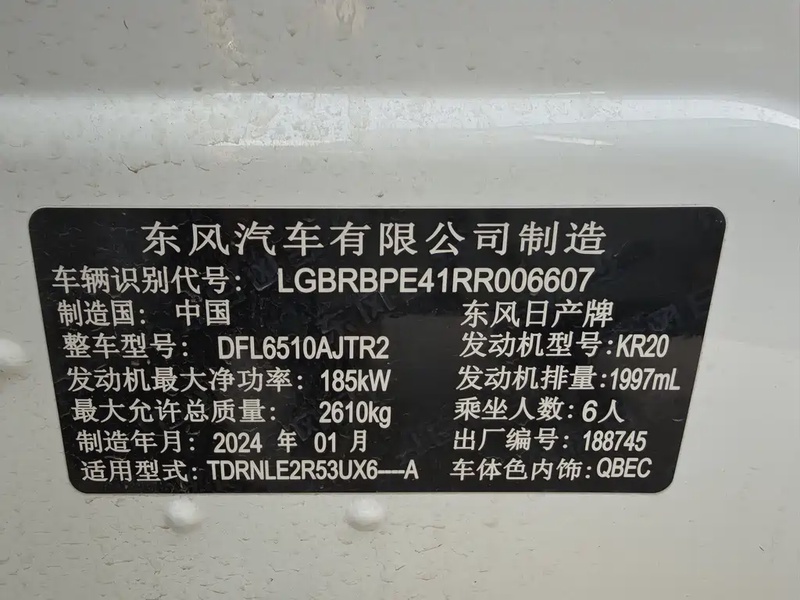 东风汽车有限公司制造
车辆识别代号: LGBRBPE41RR006607
制造国: 中国 东风日产牌
整车型号: DFL6510AJTR2 发动机型号:KR20
发动机最大净功率: 185kW 发动机排量:1997mL
最大允许总质量: 2610kg 乘坐人数:6人
制造年月: 2024 年 01 月 出厂编号: 188745
适用型式: TDRNLE2R53UX6----A 车体色内饰:QBEC